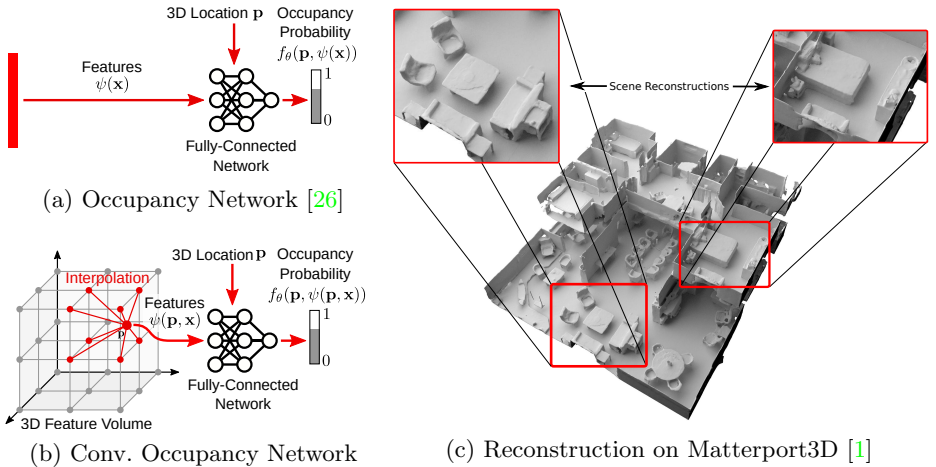 3D Location p
Occupancy
Probability
fθ(p, ψ(x))
1
0
Features
ψ(x)
Fully-Connected
Network
(a) Occupancy Network [26]
Interpolation
p
3D Feature Volume
Features
ψ(p, x)
3D Location p
Occupancy
Probability
fθ(p, ψ(p, x))
1
0
Fully-Connected
Network
(b) Conv. Occupancy Network
Scene Reconstructions
(c) Reconstruction on Matterport3D [1]